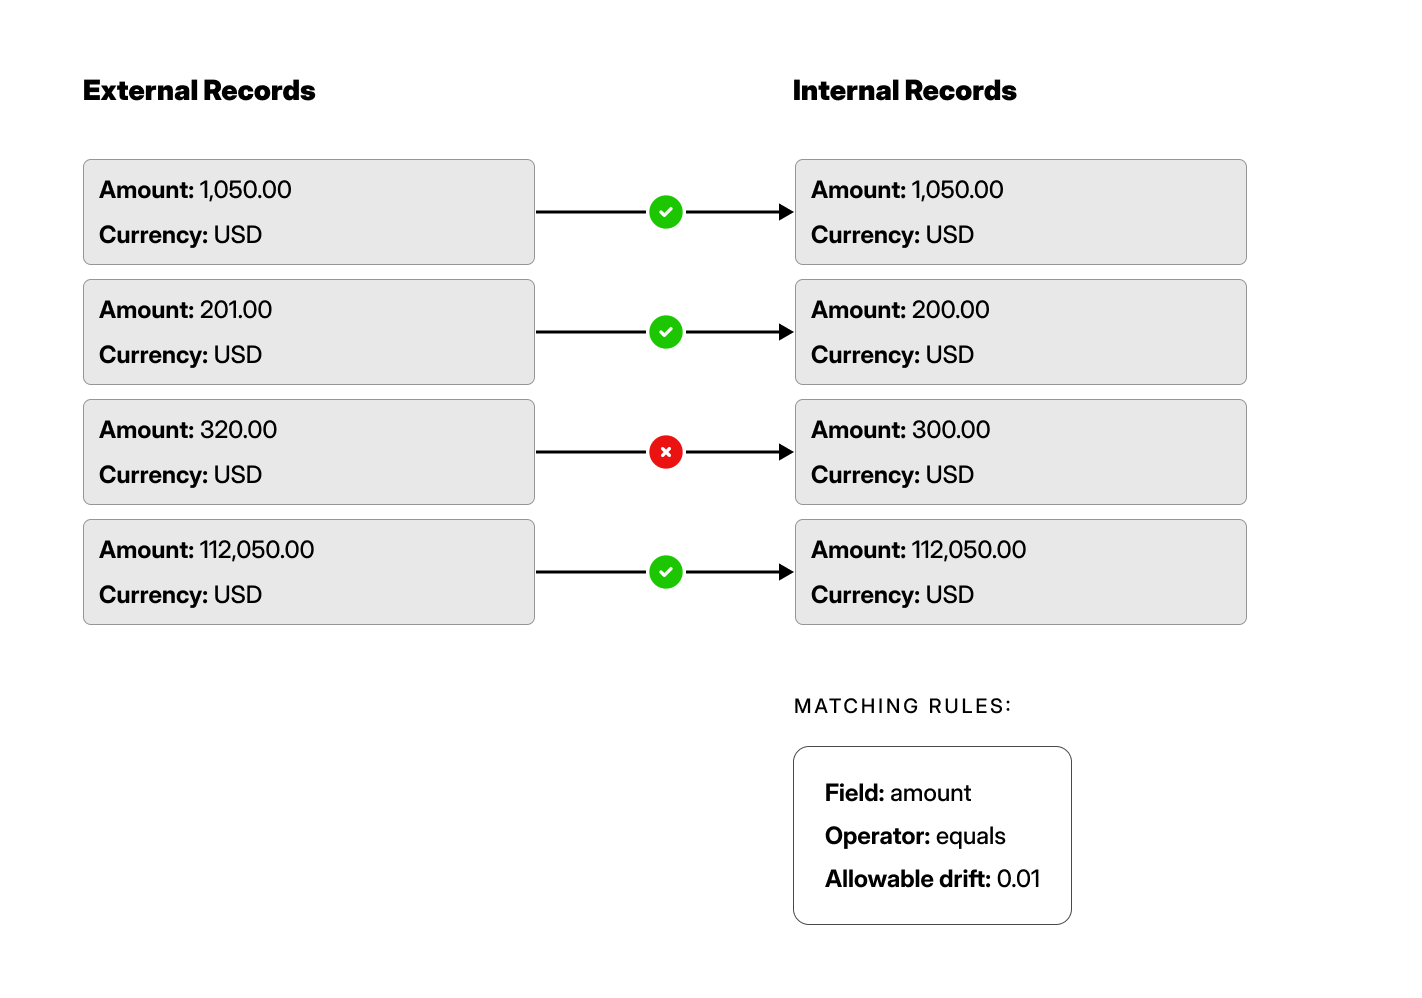 External Records
Internal Records
Amount: 1,050.00
Currency: USD
Amount: 1,050.00
Currency: USD
Amount: 201.00
Currency: USD
Amount: 200.00
Currency: USD
Amount: 320.00
Currency: USD
Amount: 300.00
Currency: USD
Amount: 112,050.00
Currency: USD
Amount: 112,050.00
Currency: USD
MATCHING RULES:
Field: amount
Operator: equals
Allowable drift: 0.01